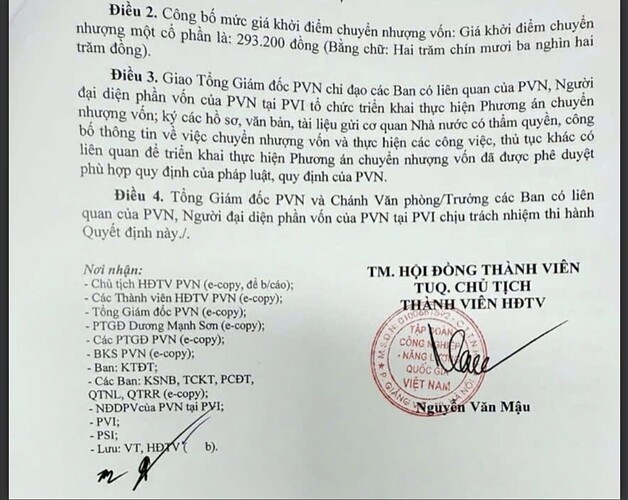 Điều 2. Công bố mức giá khởi điểm chuyển nhượng vốn: Giá khởi điểm chuyển
nhượng một cổ phần là: 293.200 đồng (Bằng chữ: Hai trăm chín mươi ba nghìn hai
trăm đồng).
Điều 3. Giao Tổng Giám đốc PVN chỉ đạo các Ban có liên quan của PVN, Người
đại diện phần vốn của PVN tại PVI tổ chức triển khai thực hiện Phương án chuyển
nhượng vốn; ký các hồ sơ, văn bản, tài liệu gửi cơ quan Nhà nước có thẩm quyền, công
bố thông tin về việc chuyển nhượng vốn và thực hiện các công việc, thủ tục khác có
liên quan để triển khai thực hiện Phương án chuyển nhượng vốn đã được phê duyệt
phù hợp quy định của pháp luật, quy định của PVN.
Điều 4. Tổng Giám đốc PVN và Chánh Văn phòng/Trưởng các Ban có liên
quan của PVN, Người đại diện phần vốn của PVN tại PVI chịu trách nhiệm thi hành
Quyết định này./.
Nơi nhận:
- Chủ tịch HĐTV PVN (e-copy, để b/cáo);
- Các Thành viên HĐTV PVN (e-copy);
- Tổng GĐ PVN (e-copy);
- PTGĐ Dương Mạnh Sơn (e-copy);
- Các PTGĐ PVN (e-copy);
- BKS PVN (e-copy);
- Ban: KTĐT;
- Các Ban: KSNB, TCKT, PCĐT,
QTNL, QTRR (e-copy);
- NĐDPVcủa PVN tại PVI;
- PVI;
- PSI;
- Lưu: VT, HĐTV ( b).
TM. HỘI ĐỒNG THÀNH VIÊN
TUQ. CHỦ TỊCH
THÀNH VIÊN HĐTV
TẬP ĐOÀN
CÔNG NGHIỆP
- NĂNG LƯỢNG
QUỐC GIA
VIỆT NAM
Nguyễn Văn Mậu